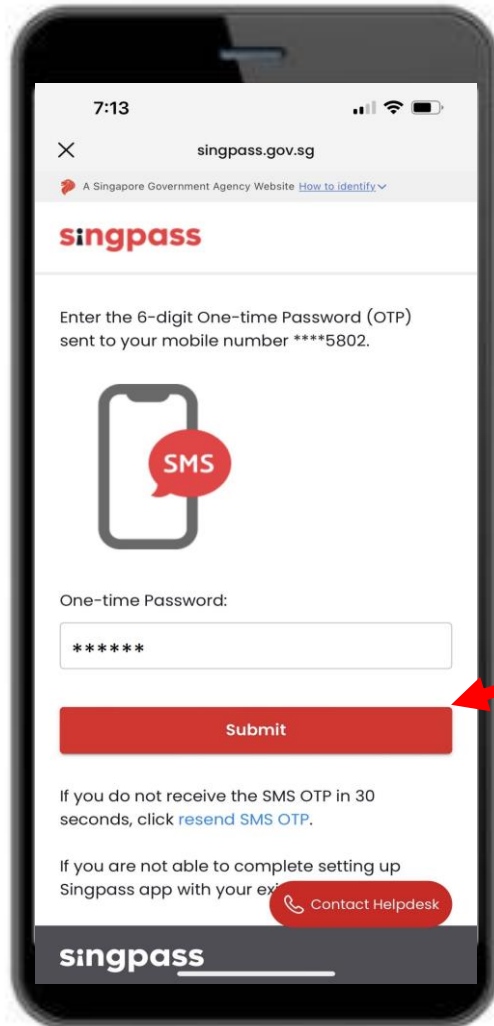 7:13
singpass.gov.sg
A Singapore Government Agency Website How to identify
singpass
Enter the 6-digit One-time Password (OTP)
sent to your mobile number ****5802.
SMS
One-time Password:
******
Submit
If you do not receive the SMS OTP in 30
seconds, click resend SMS OTP.
If you are not able to complete setting up
Singpass app with your
Contact Helpdesk
singpass